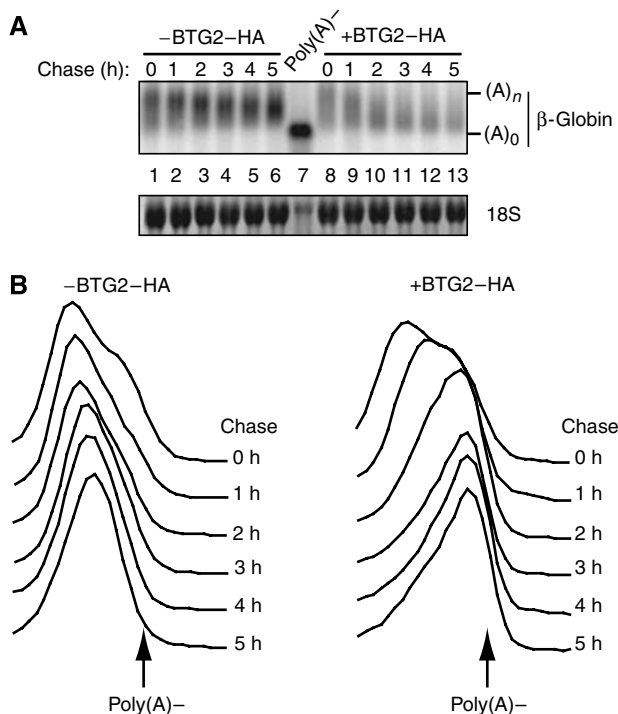 A
−BTG2−HA Poly(A)− +BTG2−HA
Chase (h): 0 1 2 3 4 5 0 1 2 3 4 5
(A)n
(A)0
β-Globin
1 2 3 4 5 6 7 8 9 10 11 12 13
18S
B
−BTG2−HA
Chase
0 h
1 h
2 h
3 h
4 h
5 h
Poly(A)−
+BTG2−HA
Chase
0 h
1 h
2 h
3 h
4 h
5 h
Poly(A)−